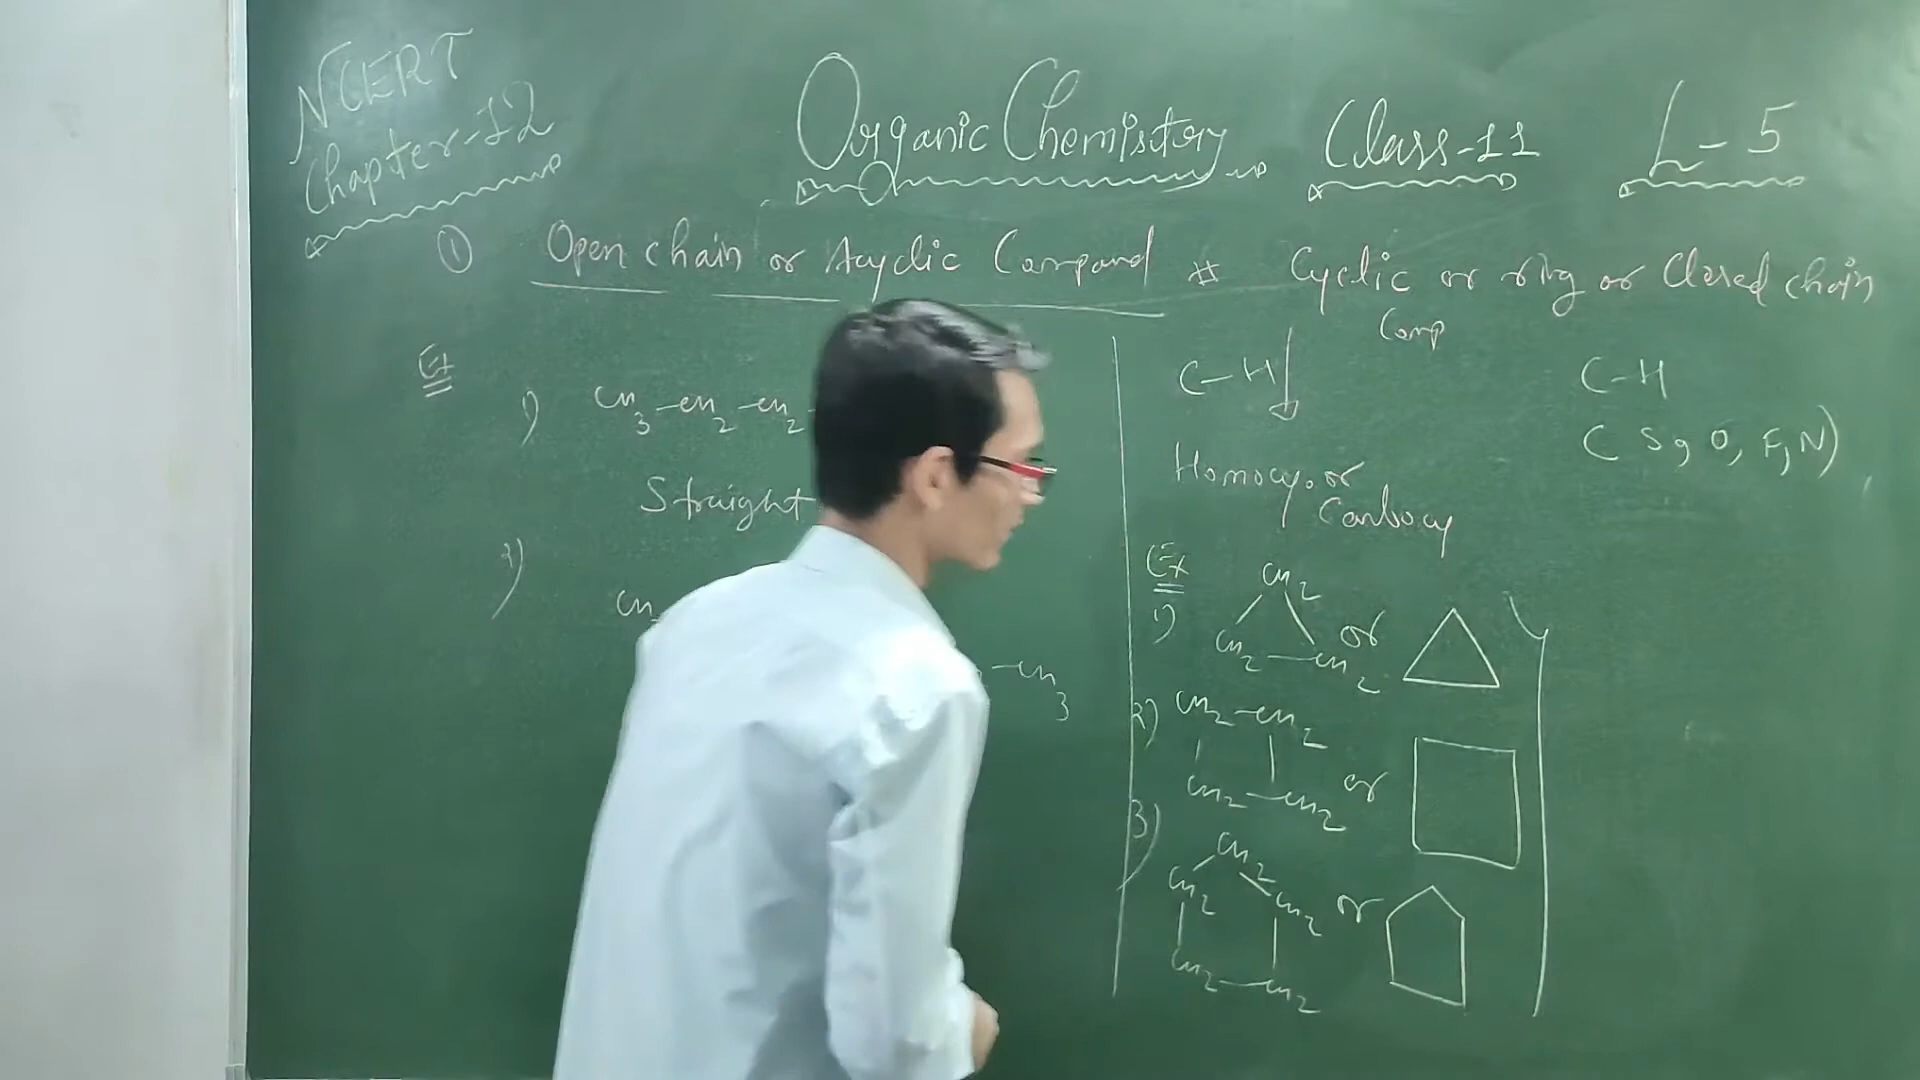 NCERT
Chapter-12
Organic Chemistory Class-11 L-5
① Open chain or Acyclic Compound # Cyclic or ring or Closed chain
Comp
Ex
1) CH3-CH2-CH2-
Straight
2)
CH
-CH3
C-H
Homocy. or
Carbocy
Ex
1) CH2
CH2-CH2 or
2) CH2-CH2
CH2-CH2 or
3) CH2
CH2 CH2 or
CH2-CH2
C-H
( S, O, F, N)